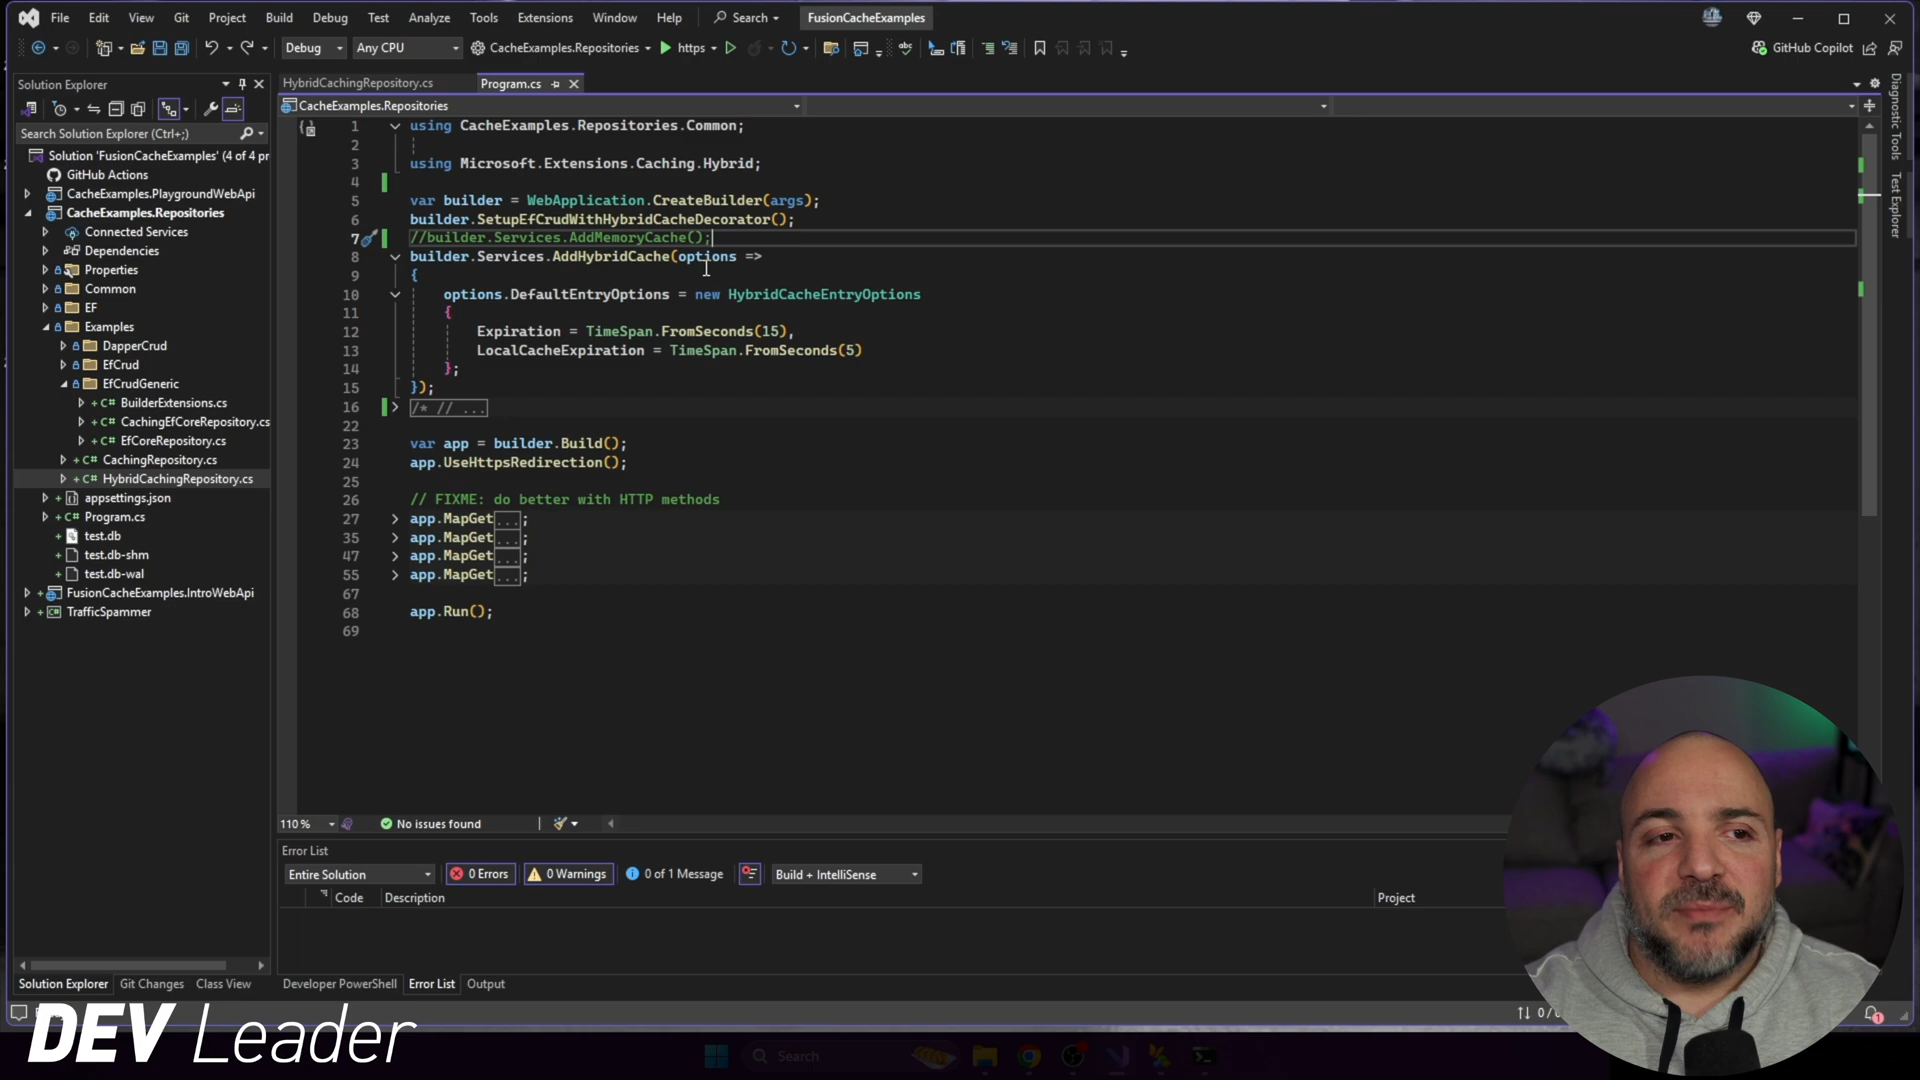 File Edit View Git Project Build Debug Test Analyze Tools Extensions Window Help Search FusionCacheExamples
Debug Any CPU CacheExamples.Repositories https GitHub Copilot
Solution Explorer
Search Solution Explorer (Ctrl+;)
Solution 'FusionCacheExamples' (4 of 4 pr
GitHub Actions
CacheExamples.PlaygroundWebApi
CacheExamples.Repositories
Connected Services
Dependencies
Properties
Common
EF
Examples
DapperCrud
EfCrud
EfCrudGeneric
C# BuilderExtensions.cs
C# CachingEfCoreRepository.cs
C# EfCoreRepository.cs
C# CachingRepository.cs
C# HybridCachingRepository.cs
appsettings.json
C# Program.cs
test.db
test.db-shm
test.db-wal
FusionCacheExamples.IntroWebApi
TrafficSpammer
Solution Explorer Git Changes Class View
HybridCachingRepository.cs Program.cs
CacheExamples.Repositories
1 using CacheExamples.Repositories.Common;
2
3 using Microsoft.Extensions.Caching.Hybrid;
4
5 var builder = WebApplication.CreateBuilder(args);
6 builder.SetupEfCrudWithHybridCacheDecorator();
7 //builder.Services.AddMemoryCache();
8 builder.Services.AddHybridCache(options =>
9 {
10 options.DefaultEntryOptions = new HybridCacheEntryOptions
11 {
12 Expiration = TimeSpan.FromSeconds(15),
13 LocalCacheExpiration = TimeSpan.FromSeconds(5)
14 };
15 });
16 /* // ...
22
23 var app = builder.Build();
24 app.UseHttpsRedirection();
25
26 // FIXME: do better with HTTP methods
27 app.MapGet...;
35 app.MapGet...;
47 app.MapGet...;
55 app.MapGet...;
67
68 app.Run();
69
110 % No issues found
Error List
Entire Solution 0 Errors 0 Warnings 0 of 1 Message Build + IntelliSense
Code Description Project
Developer PowerShell Error List Output
Diagnostic Tools
Test Explorer
DEV Leader
Search
1